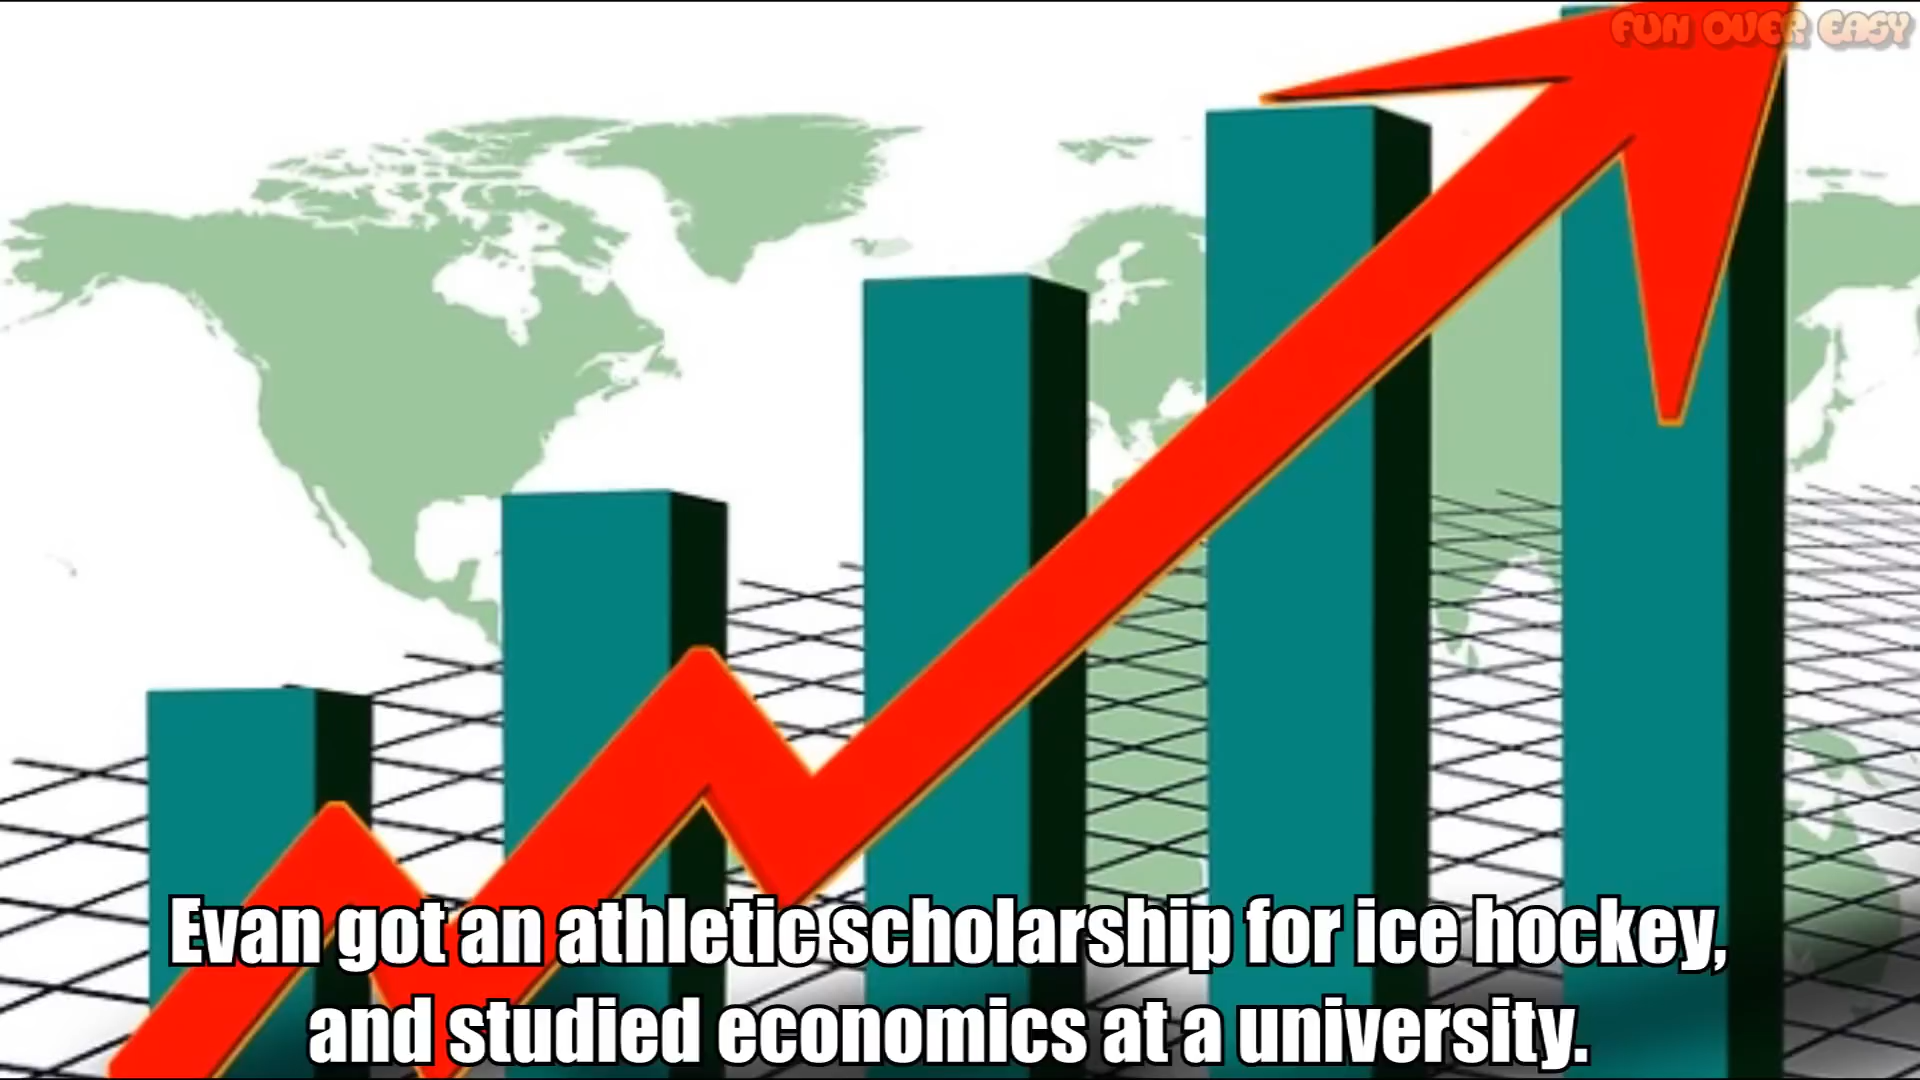 FUN OVER EASY
Evan got an athletic scholarship for ice hockey,
and studied economics at a university.